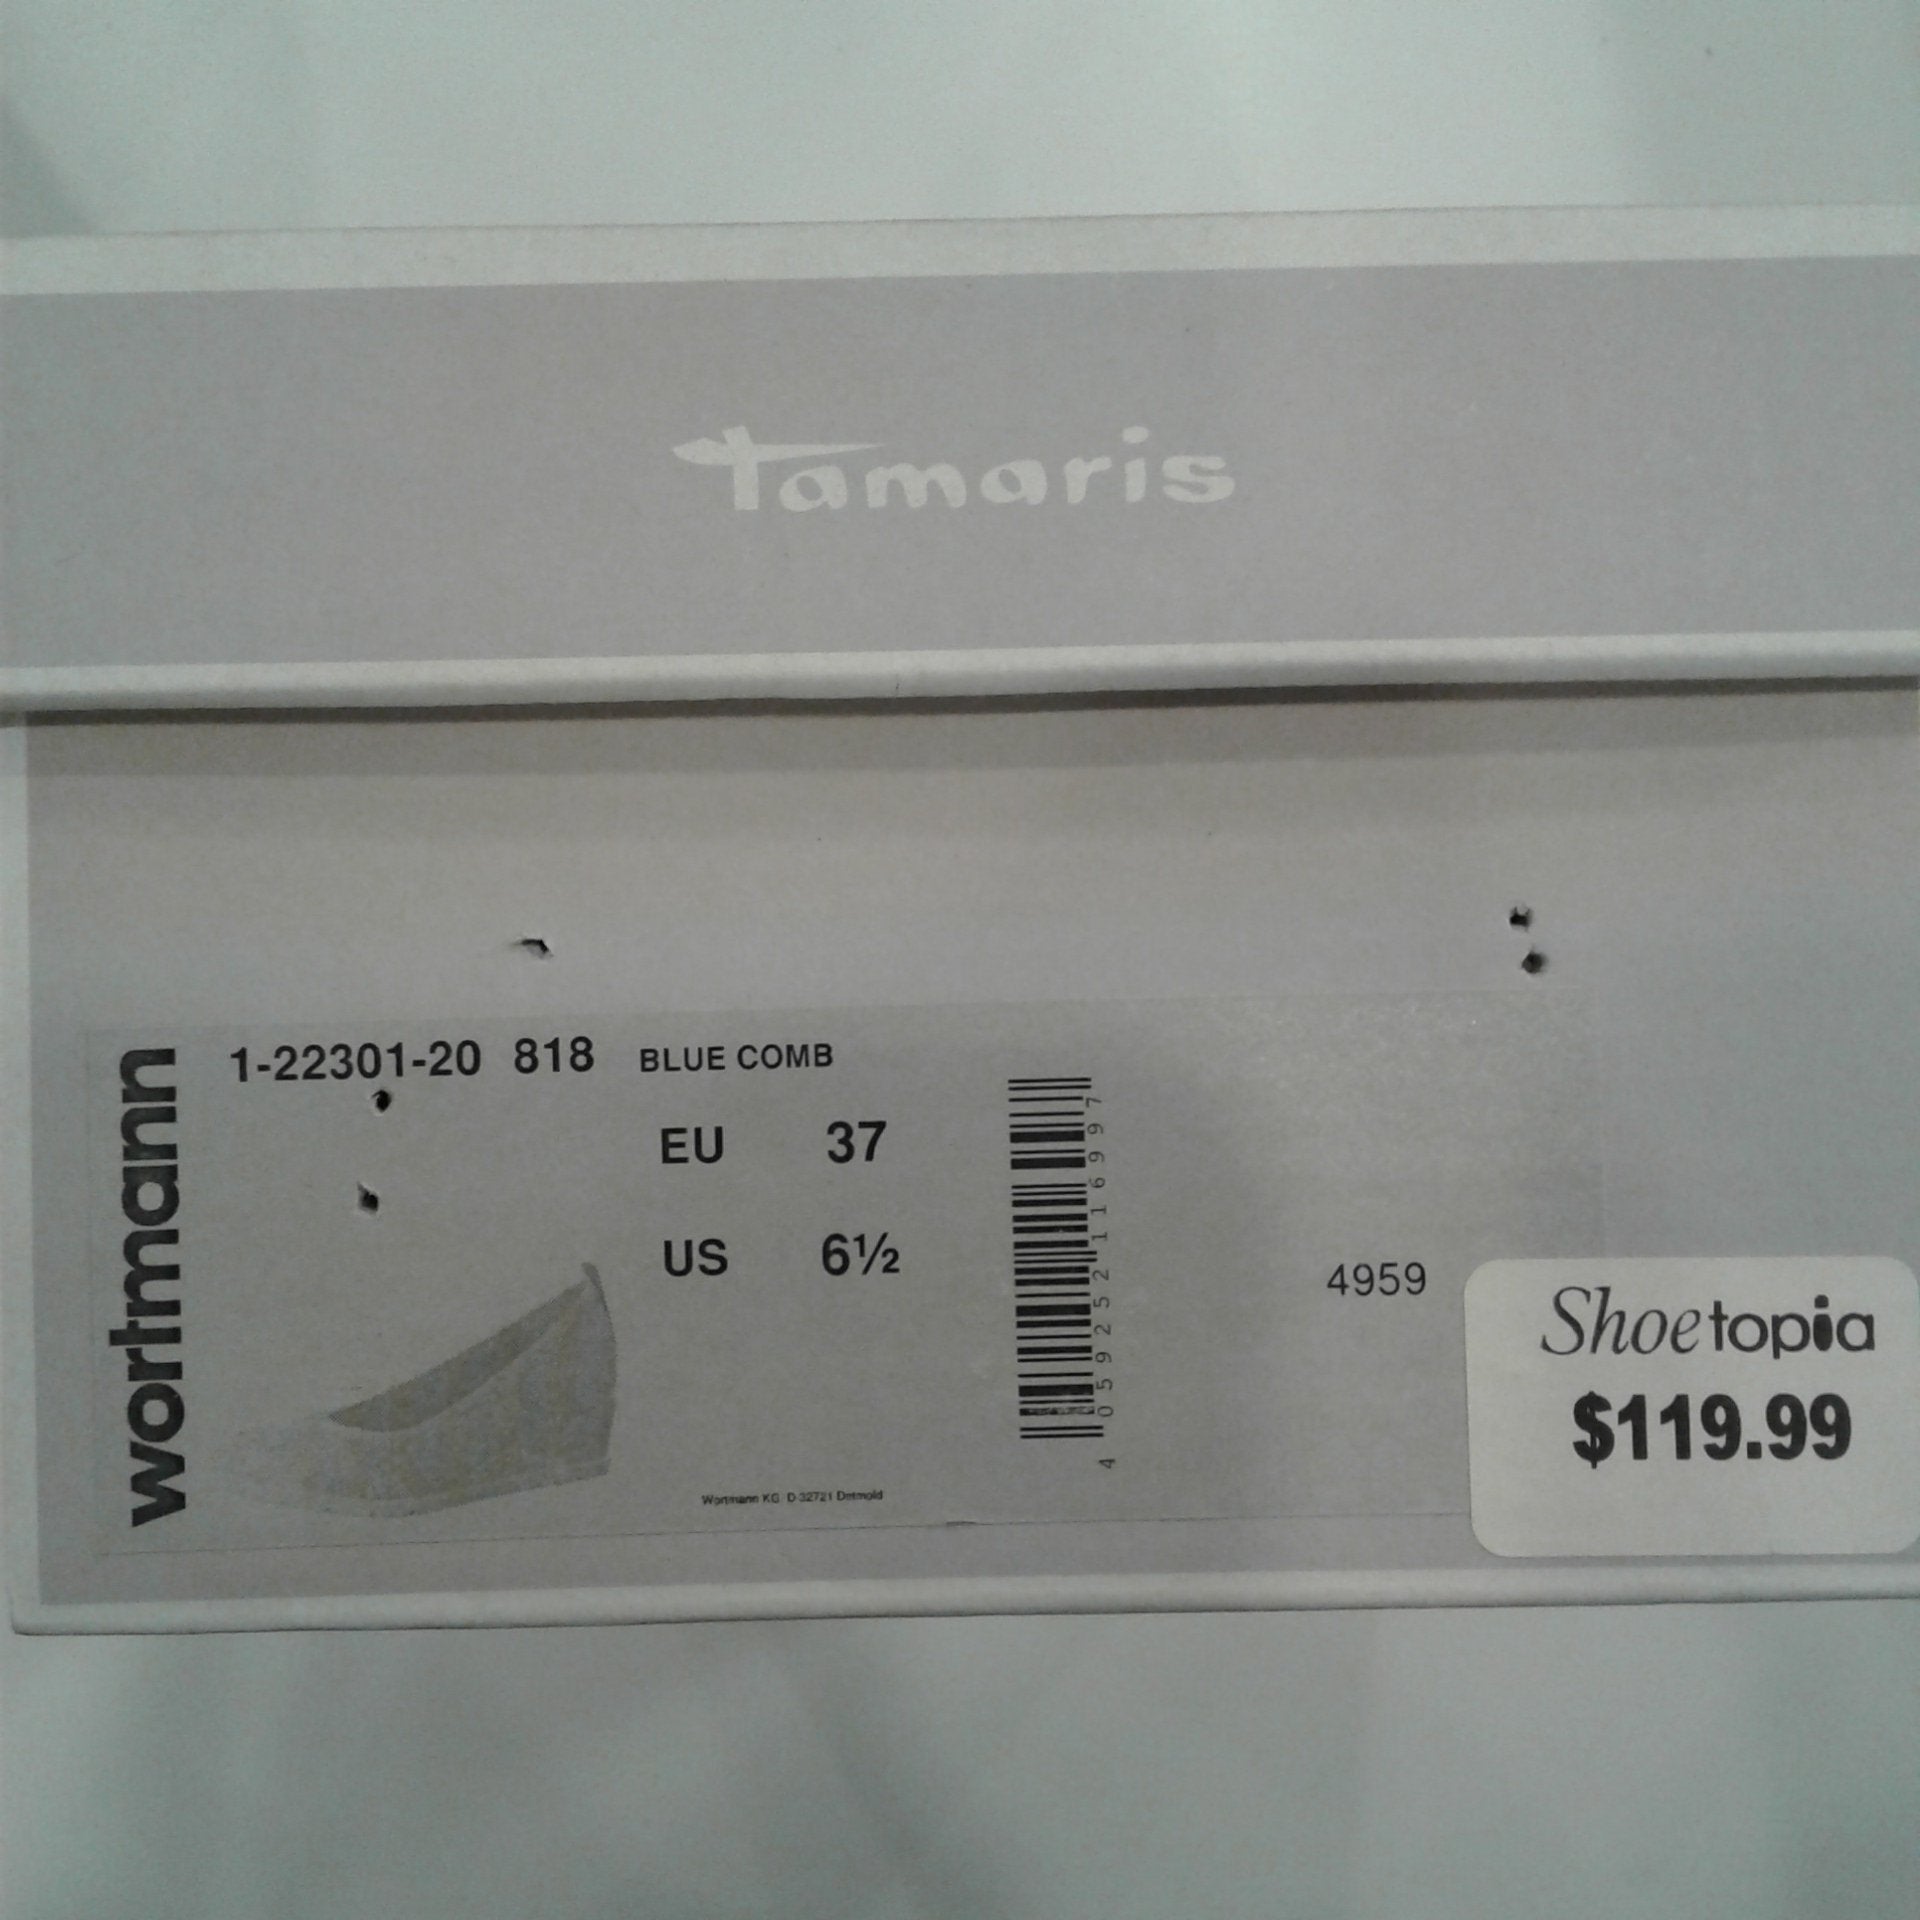 Tamaris
wortmann
1-22301-20 818 BLUE COMB
EU 37
US 6½
4 059252 116997
4959
Wortmann KG D-32721 Detmold
Shoetopia
$119.99